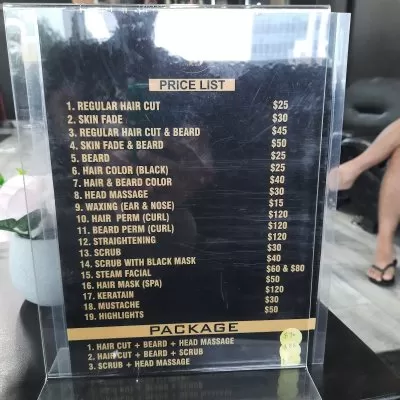 PRICE LIST
1. REGULAR HAIR CUT $25
2. SKIN FADE $30
3. REGULAR HAIR CUT & BEARD $45
4. SKIN FADE & BEARD $50
5. BEARD $25
6. HAIR COLOR (BLACK) $25
7. HAIR & BEARD COLOR $40
8. HEAD MASSAGE $30
9. WAXING (EAR & NOSE) $15
10. HAIR PERM (CURL) $120
11. BEARD PERM (CURL) $120
12. STRAIGHTENING $120
13. SCRUB $30
14. SCRUB WITH BLACK MASK $40
15. STEAM FACIAL $60 & $80
16. HAIR MASK (SPA) $50
17. KERATAIN $120
18. MUSTACHE $30
19. HIGHLIGHTS $50
PACKAGE
1. HAIR CUT + BEARD + HEAD MASSAGE
2. HAIR CUT + BEARD + SCRUB
3. SCRUB + HEAD MASSAGE